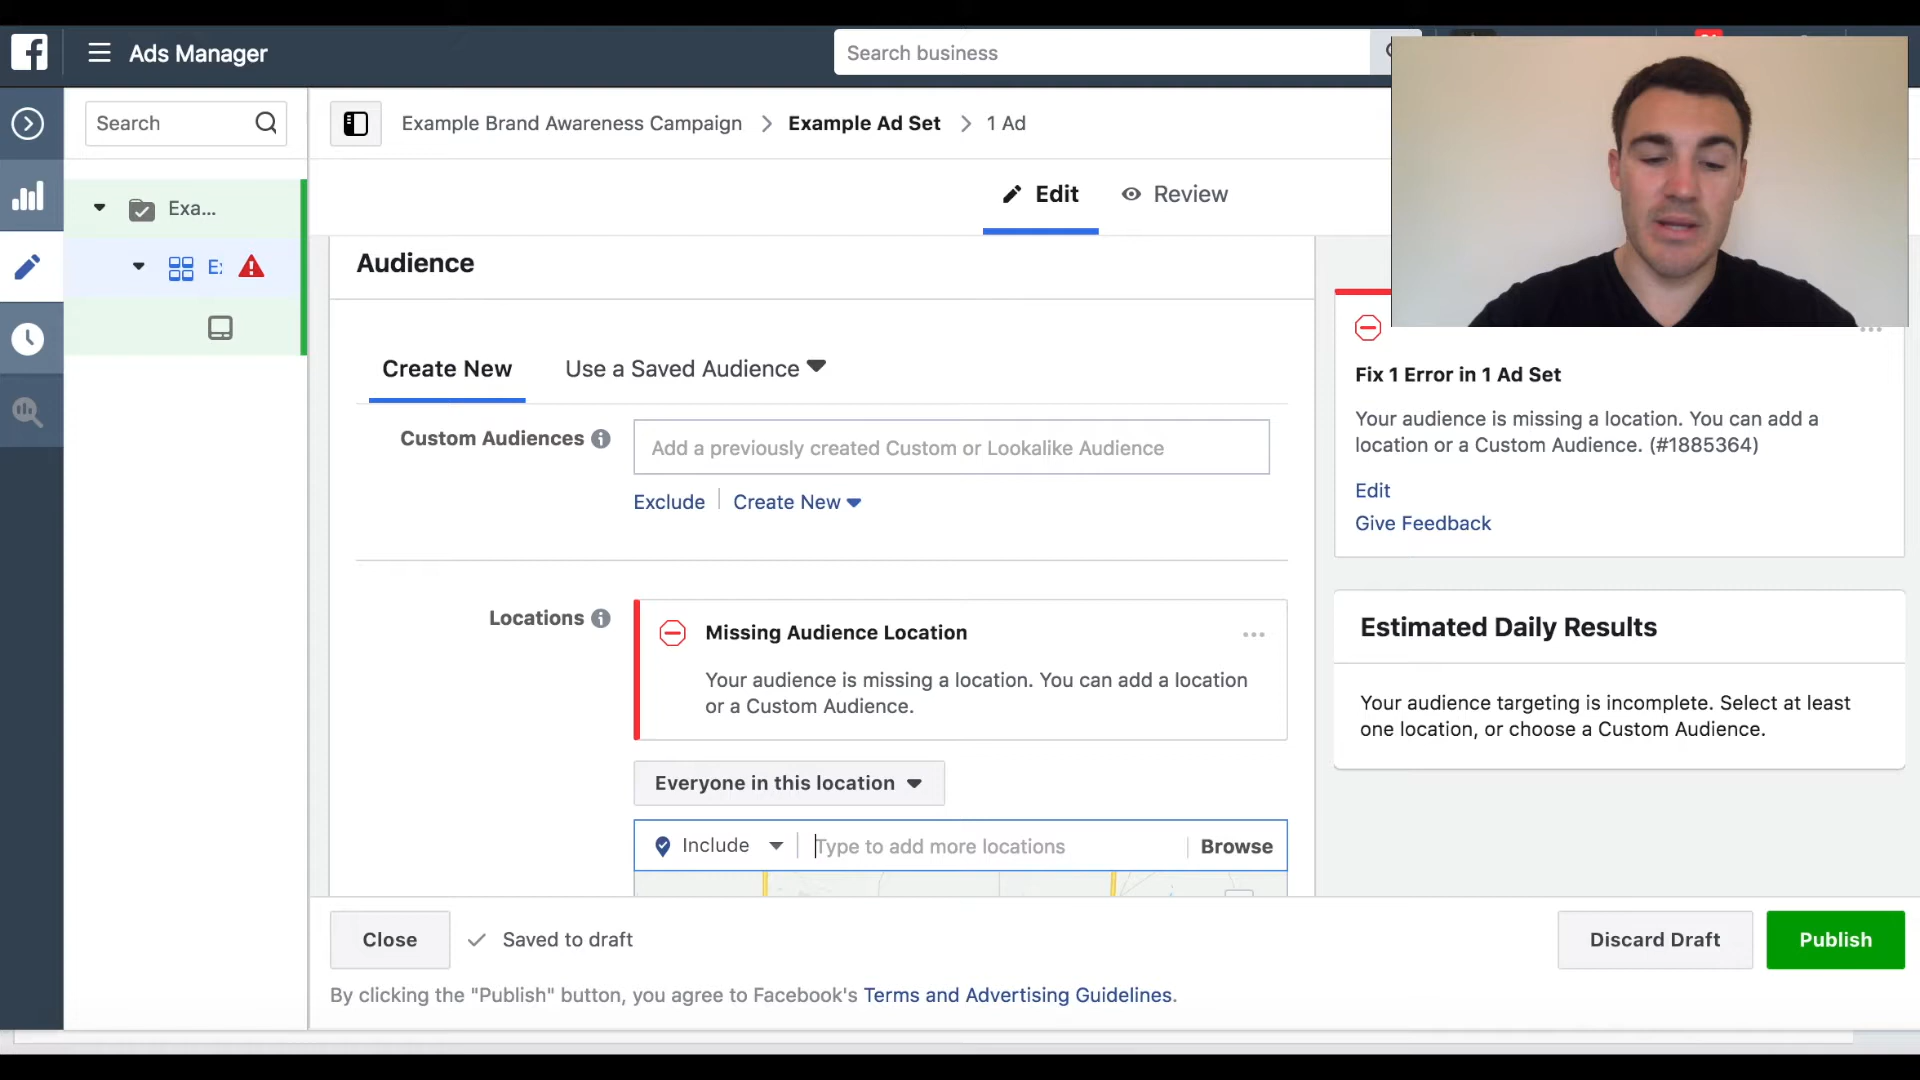 Ads Manager
Search business
Search
Example Brand Awareness Campaign > Example Ad Set > 1 Ad
Edit
Review
Exa...
Audience
Create New
Use a Saved Audience
Custom Audiences
Add a previously created Custom or Lookalike Audience
Exclude
Create New
Locations
Missing Audience Location
Your audience is missing a location. You can add a location
or a Custom Audience.
Everyone in this location
Include
Type to add more locations
Browse
Fix 1 Error in 1 Ad Set
Your audience is missing a location. You can add a
location or a Custom Audience. (#1885364)
Edit
Give Feedback
Estimated Daily Results
Your audience targeting is incomplete. Select at least
one location, or choose a Custom Audience.
Close
Saved to draft
Discard Draft
Publish
By clicking the "Publish" button, you agree to Facebook's Terms and Advertising Guidelines.